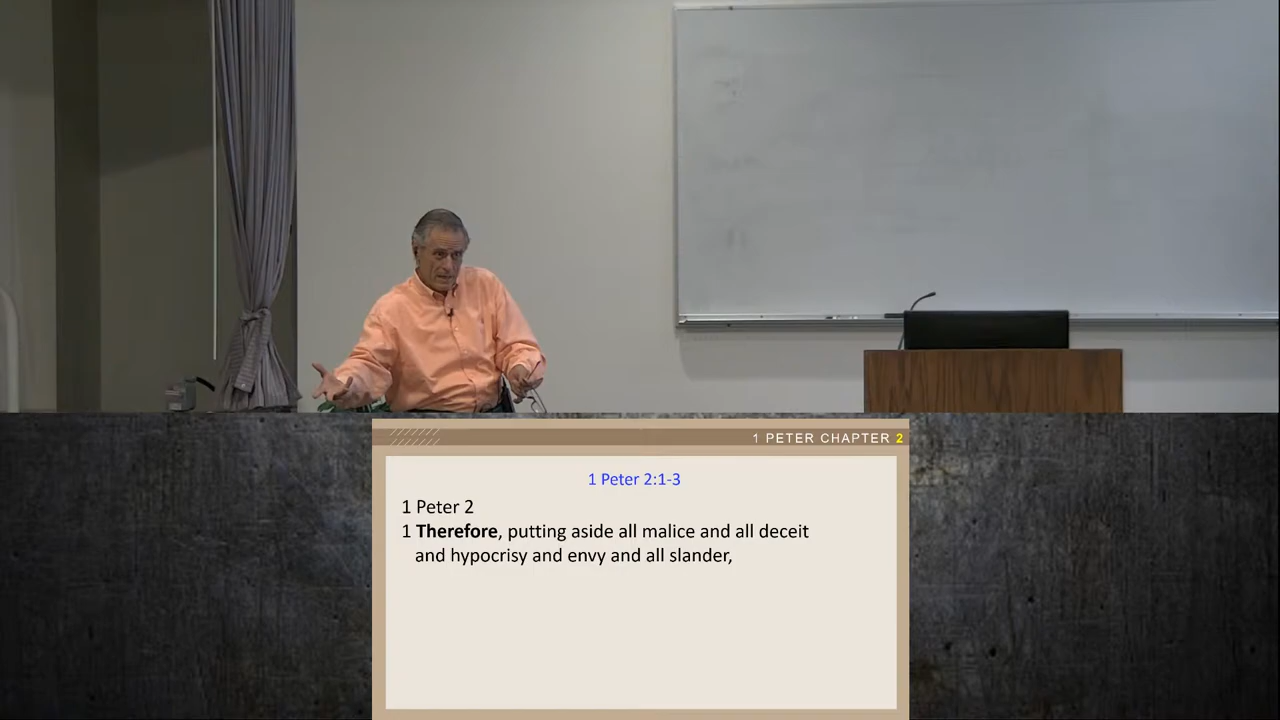 1 PETER CHAPTER 2
1 Peter 2:1-3
1 Peter 2
1 Therefore, putting aside all malice and all deceit
and hypocrisy and envy and all slander,